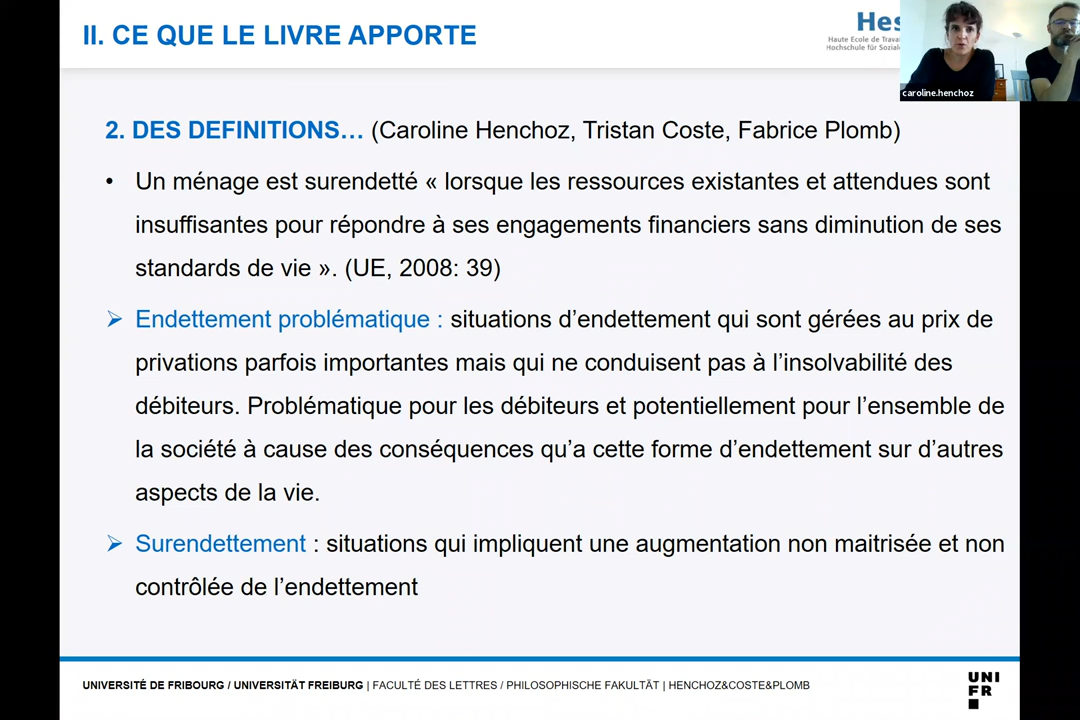 II. CE QUE LE LIVRE APPORTE
Hes
Haute Ecole de Trava
Hochschule für Sozial
caroline.henchoz
2. DES DEFINITIONS… (Caroline Henchoz, Tristan Coste, Fabrice Plomb)
• Un ménage est surendetté « lorsque les ressources existantes et attendues sont
insuffisantes pour répondre à ses engagements financiers sans diminution de ses
standards de vie ». (UE, 2008: 39)
➢ Endettement problématique : situations d’endettement qui sont gérées au prix de
privations parfois importantes mais qui ne conduisent pas à l’insolvabilité des
débiteurs. Problématique pour les débiteurs et potentiellement pour l’ensemble de
la société à cause des conséquences qu’a cette forme d’endettement sur d’autres
aspects de la vie.
➢ Surendettement : situations qui impliquent une augmentation non maitrisée et non
contrôlée de l’endettement
UNIVERSITÉ DE FRIBOURG / UNIVERSITÄT FREIBURG | FACULTÉ DES LETTRES / PHILOSOPHISCHE FAKULTÄT | HENCHOZ&COSTE&PLOMB
UNI
FR